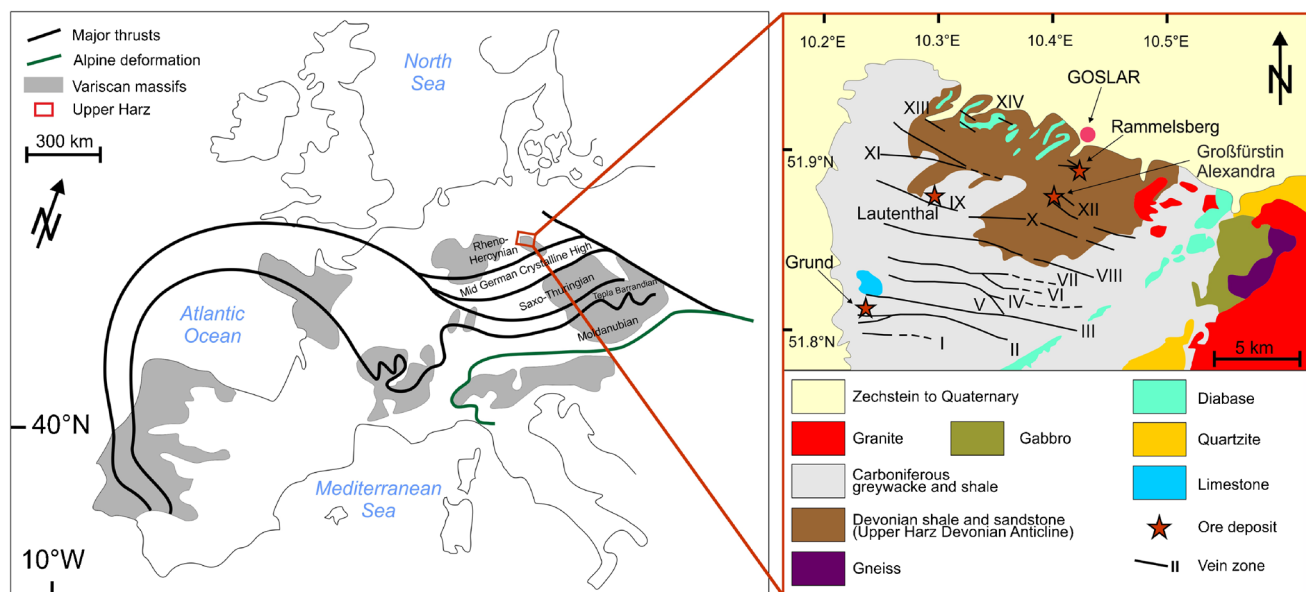 Major thrusts
Alpine deformation
Variscan massifs
Upper Harz
300 km
N
North
Sea
Rheno-
Hercynian
Mid German Crystalline High
Saxo-Thuringian
Tepla Barrandian
Moldanubian
Atlantic
Ocean
40°N
Mediterranean
Sea
10°W
10.2°E
10.3°E
10.4°E
10.5°E
N
GOSLAR
XIII
XIV
Rammelsberg
51.9°N
XI
Großfürstin
Alexandra
IX
Lautenthal
X
XII
Grund
VIII
VII
VI
V
IV
III
51.8°N
I
II
5 km
Zechstein to Quaternary
Diabase
Granite
Gabbro
Quartzite
Carboniferous
greywacke and shale
Limestone
Devonian shale and sandstone
(Upper Harz Devonian Anticline)
Ore deposit
Gneiss
II
Vein zone